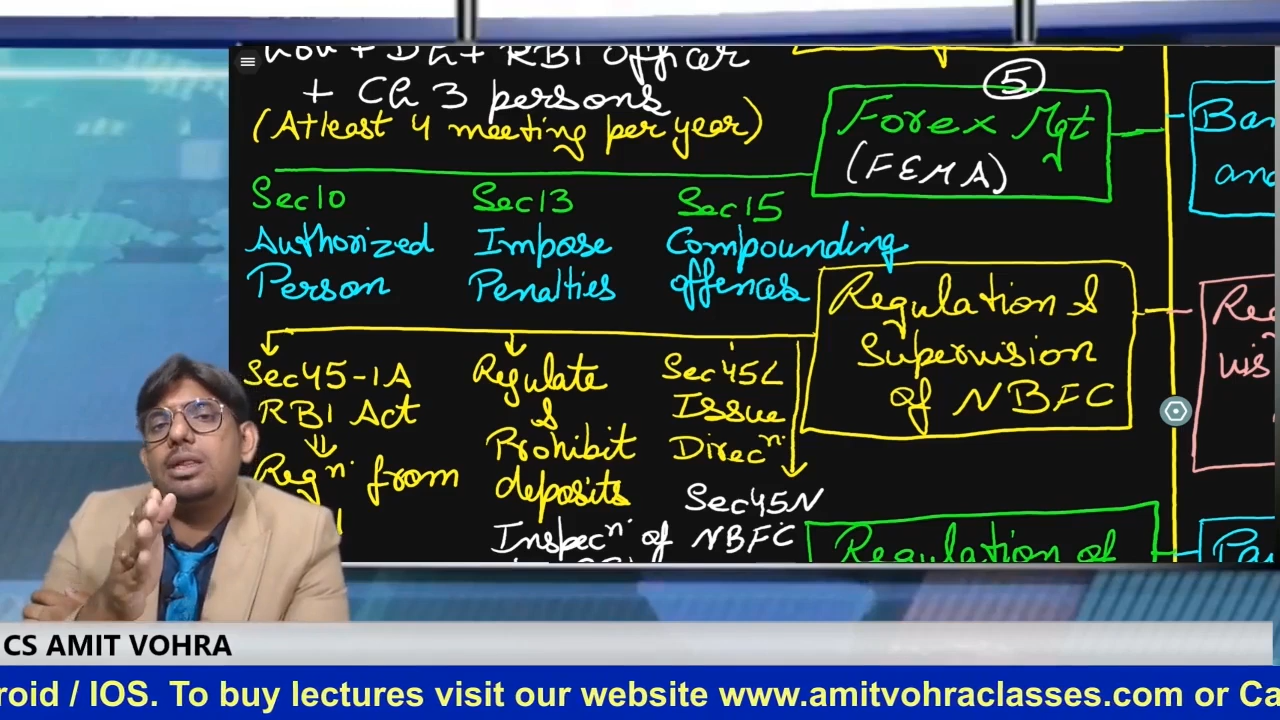 + RBI Officer
+ Ch 3 persons
(Atleast 4 meeting per year)
5
Forex Mgt
(FEMA)
Sec10
Authorized
Person
Sec13
Impose
Penalties
Sec15
Compounding
offences
Regulation &
Supervision
of NBFC
Sec45-IA
RBI Act
Regⁿ. from
Regulate
&
Prohibit
deposits
Sec45L
Issue
Direcⁿ.
Sec45N
Inspecⁿ. of NBFC
Regulation of
CS AMIT VOHRA
roid / IOS. To buy lectures visit our website www.amitvohraclasses.com or Ca